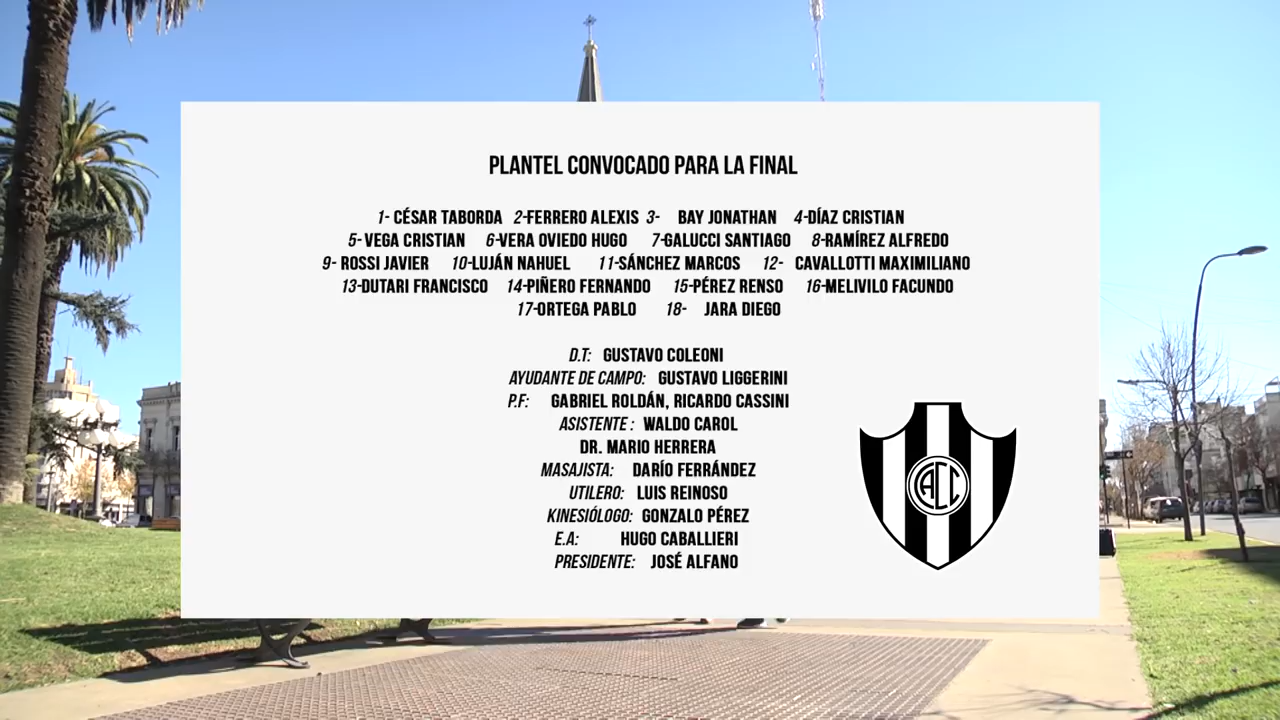 PLANTEL CONVOCADO PARA LA FINAL
1- CÉSAR TABORDA 2-FERRERO ALEXIS 3- BAY JONATHAN 4-DÍAZ CRISTIAN
5-VEGA CRISTIAN 6-VERA OVIEDO HUGO 7-GALUCCI SANTIAGO 8-RAMÍREZ ALFREDO
9- ROSSI JAVIER 10-LUJÁN NAHUEL 11-SÁNCHEZ MARCOS 12- CAVALLOTTI MAXIMILIANO
13-DUTARI FRANCISCO 14-PIÑERO FERNANDO 15-PÉREZ RENSO 16-MELIVILO FACUNDO
17-ORTEGA PABLO 18- JARA DIEGO
D.T: GUSTAVO COLEONI
AYUDANTE DE CAMPO: GUSTAVO LIGGERINI
P.F: GABRIEL ROLDÁN, RICARDO CASSINI
ASISTENTE : WALDO CAROL
DR. MARIO HERRERA
MASAJISTA: DARÍO FERRÁNDEZ
UTILERO: LUIS REINOSO
KINESIÓLOGO: GONZALO PÉREZ
E.A: HUGO CABALLIERI
PRESIDENTE: JOSÉ ALFANO
CACC